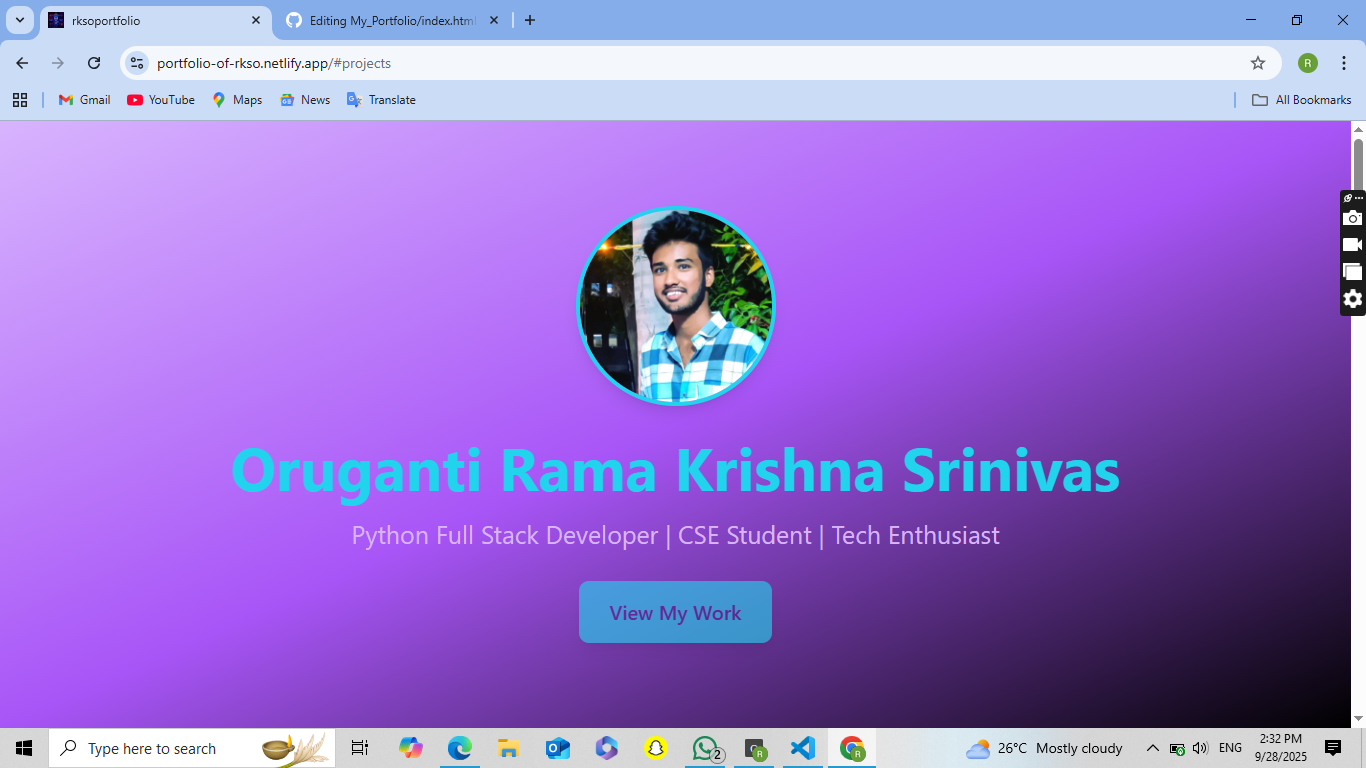 rksoportfolio
Editing My_Portfolio/index.html
portfolio-of-rkso.netlify.app/#projects
R
Gmail
YouTube
Maps
News
Translate
All Bookmarks
Oruganti Rama Krishna Srinivas
Python Full Stack Developer | CSE Student | Tech Enthusiast
View My Work
Type here to search
2
R
R
26°C Mostly cloudy
ENG
2:32 PM
9/28/2025